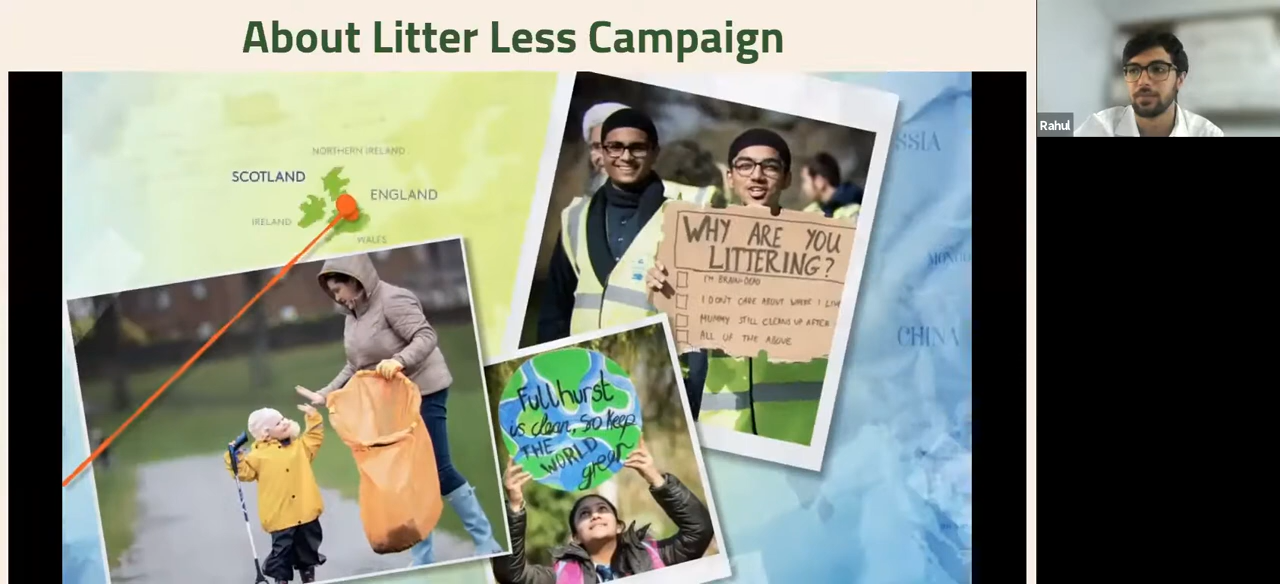 About Litter Less Campaign
Rahul
NORTHERN IRELAND
SCOTLAND
ENGLAND
IRELAND
WALES
WHY ARE YOU
LITTERING?
I'M BRAIN-DEAD
I DON'T CARE ABOUT WHERE I LIV
MUMMY STILL CLEANS UP AFTER
ALL OF THE ABOVE
Fullhurst
is clean, so keep
THE
WORLD
green
SSIA
CHINA